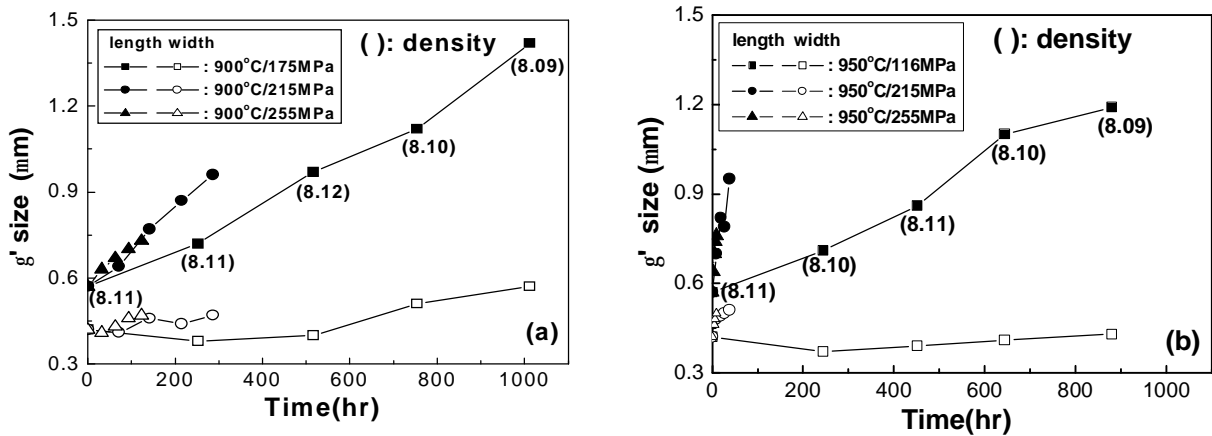 1.5
1.2
0.9
0.6
0.3
g' size (mm)
length width
: 900°C/175MPa
: 900°C/215MPa
: 900°C/255MPa
( ): density
(8.09)
(8.10)
(8.12)
(8.11)
(8.11)
(a)
0 200 400 600 800 1000
Time(hr)
1.5
1.2
0.9
0.6
0.3
g' size (mm)
length width
: 950°C/116MPa
: 950°C/215MPa
: 950°C/255MPa
( ): density
(8.09)
(8.10)
(8.11)
(8.10)
(8.11)
(b)
0 200 400 600 800 1000
Time(hr)